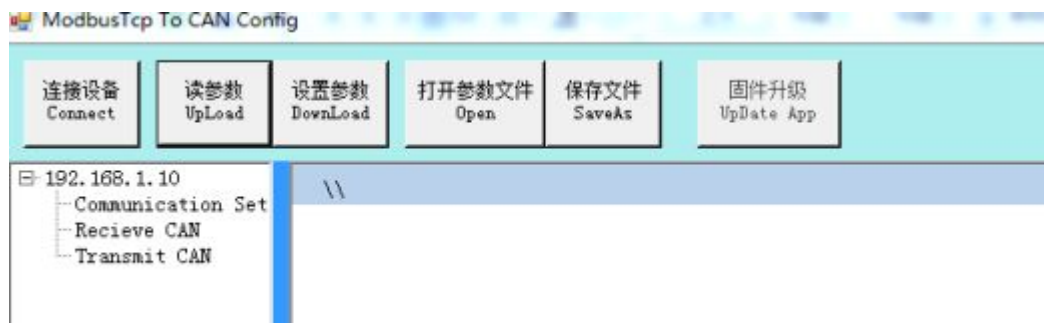 ModbusTcp To CAN Config
连接设备
Connect
读参数
UpLoad
设置参数
DownLoad
打开参数文件
Open
保存文件
SaveAs
固件升级
UpDate App
192.168.1.10
Communication Set
Recieve CAN
Transmit CAN
\\